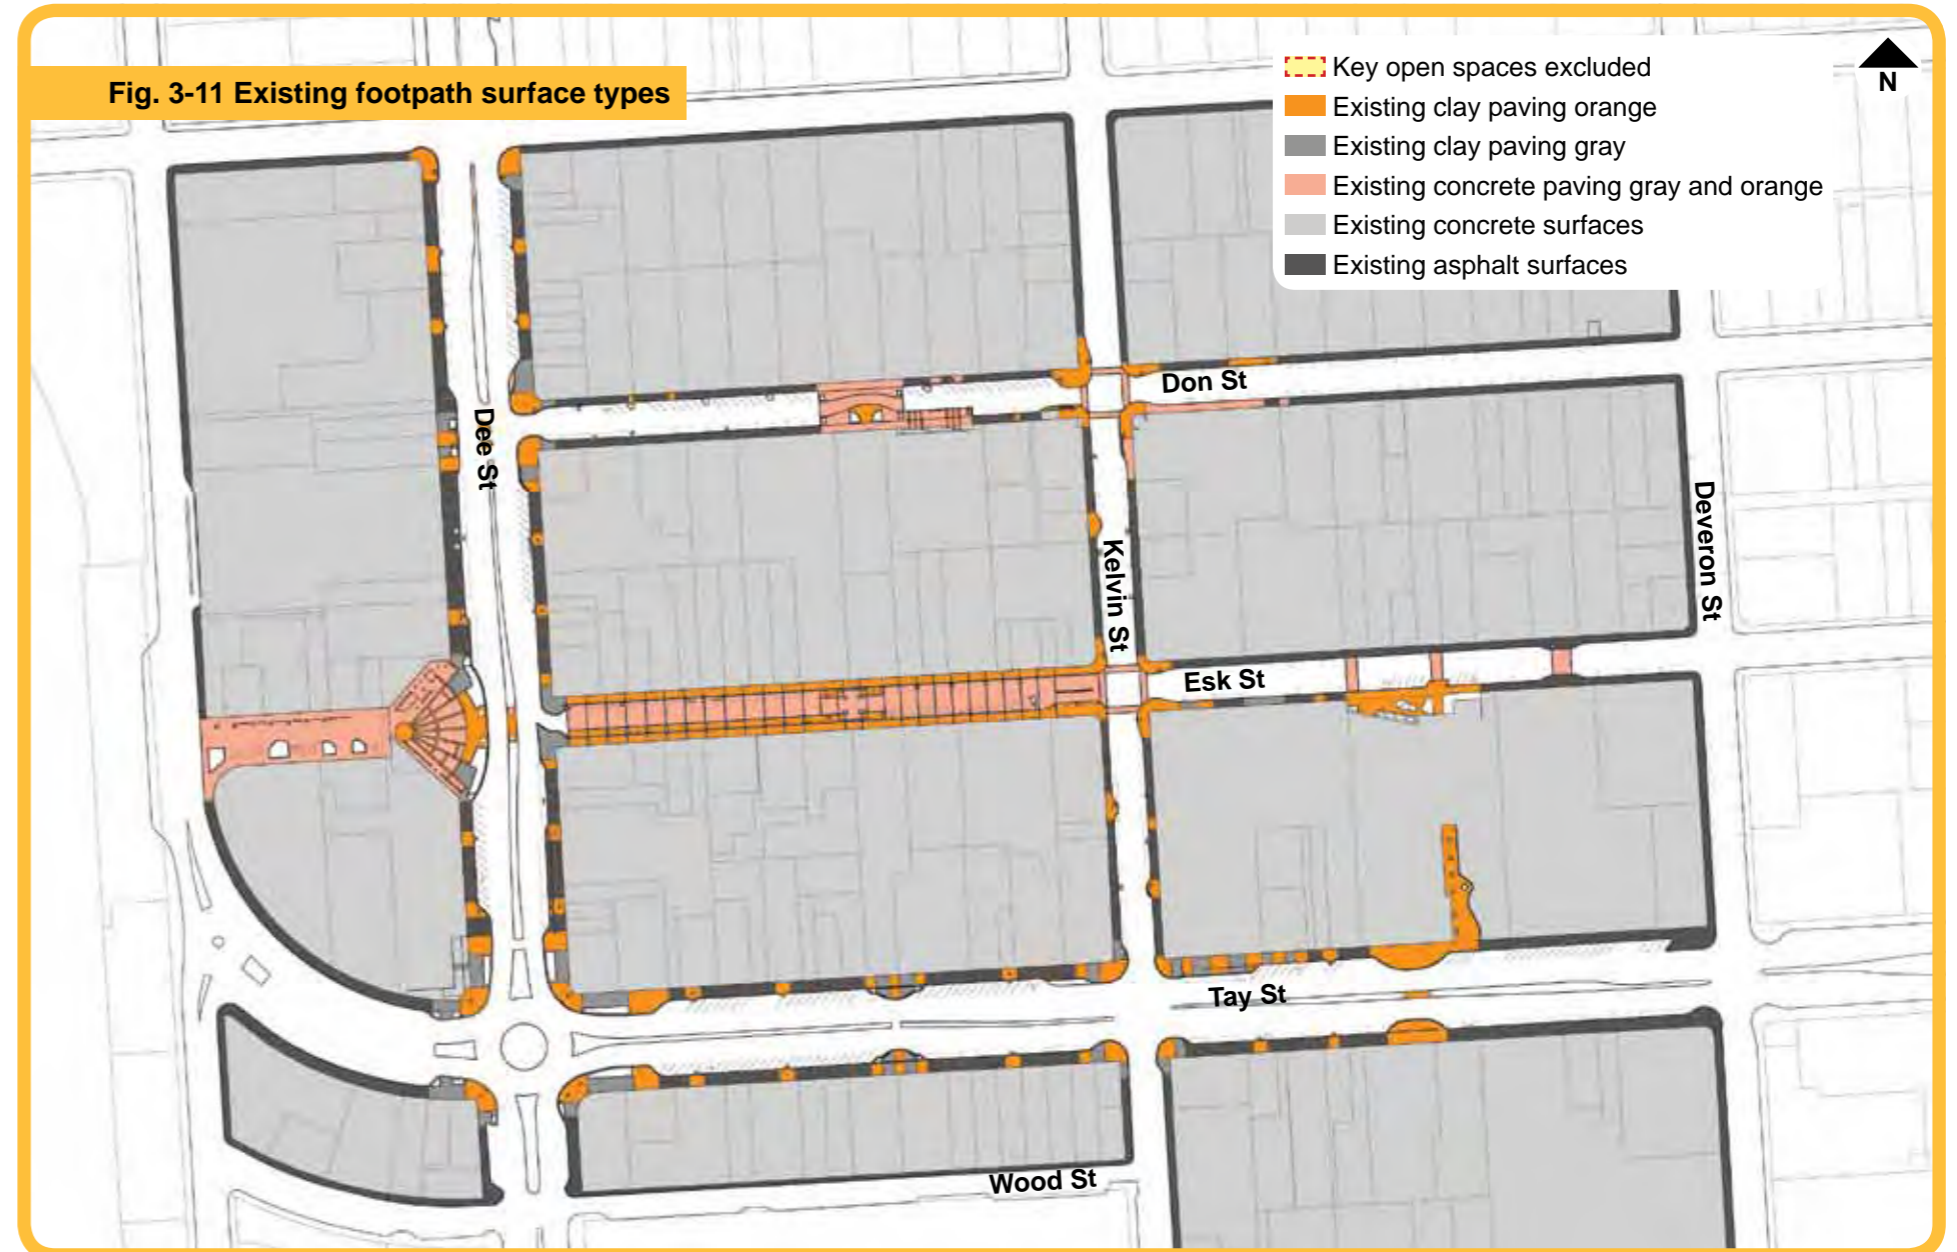 Fig. 3-11 Existing footpath surface types
Key open spaces excluded
Existing clay paving orange
Existing clay paving gray
Existing concrete paving gray and orange
Existing concrete surfaces
Existing asphalt surfaces
N
Don St
Dee St
Deveron St
Kelvin St
Esk St
Tay St
Wood St